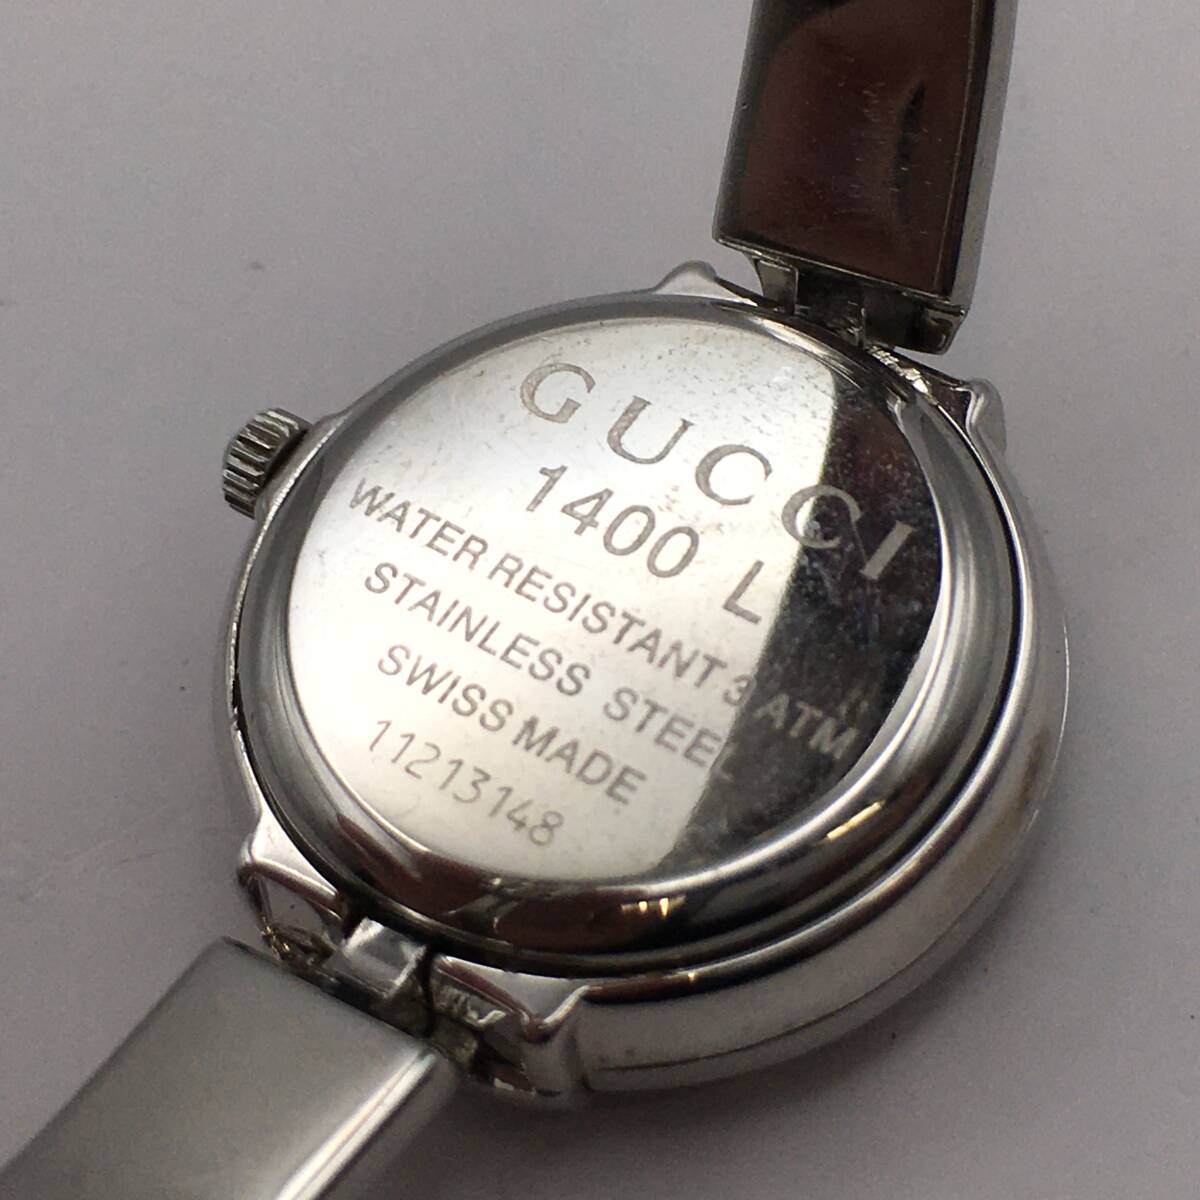 GUCCI
1400 L
WATER RESISTANT 3 ATM
STAINLESS STEEL
SWISS MADE
11213148